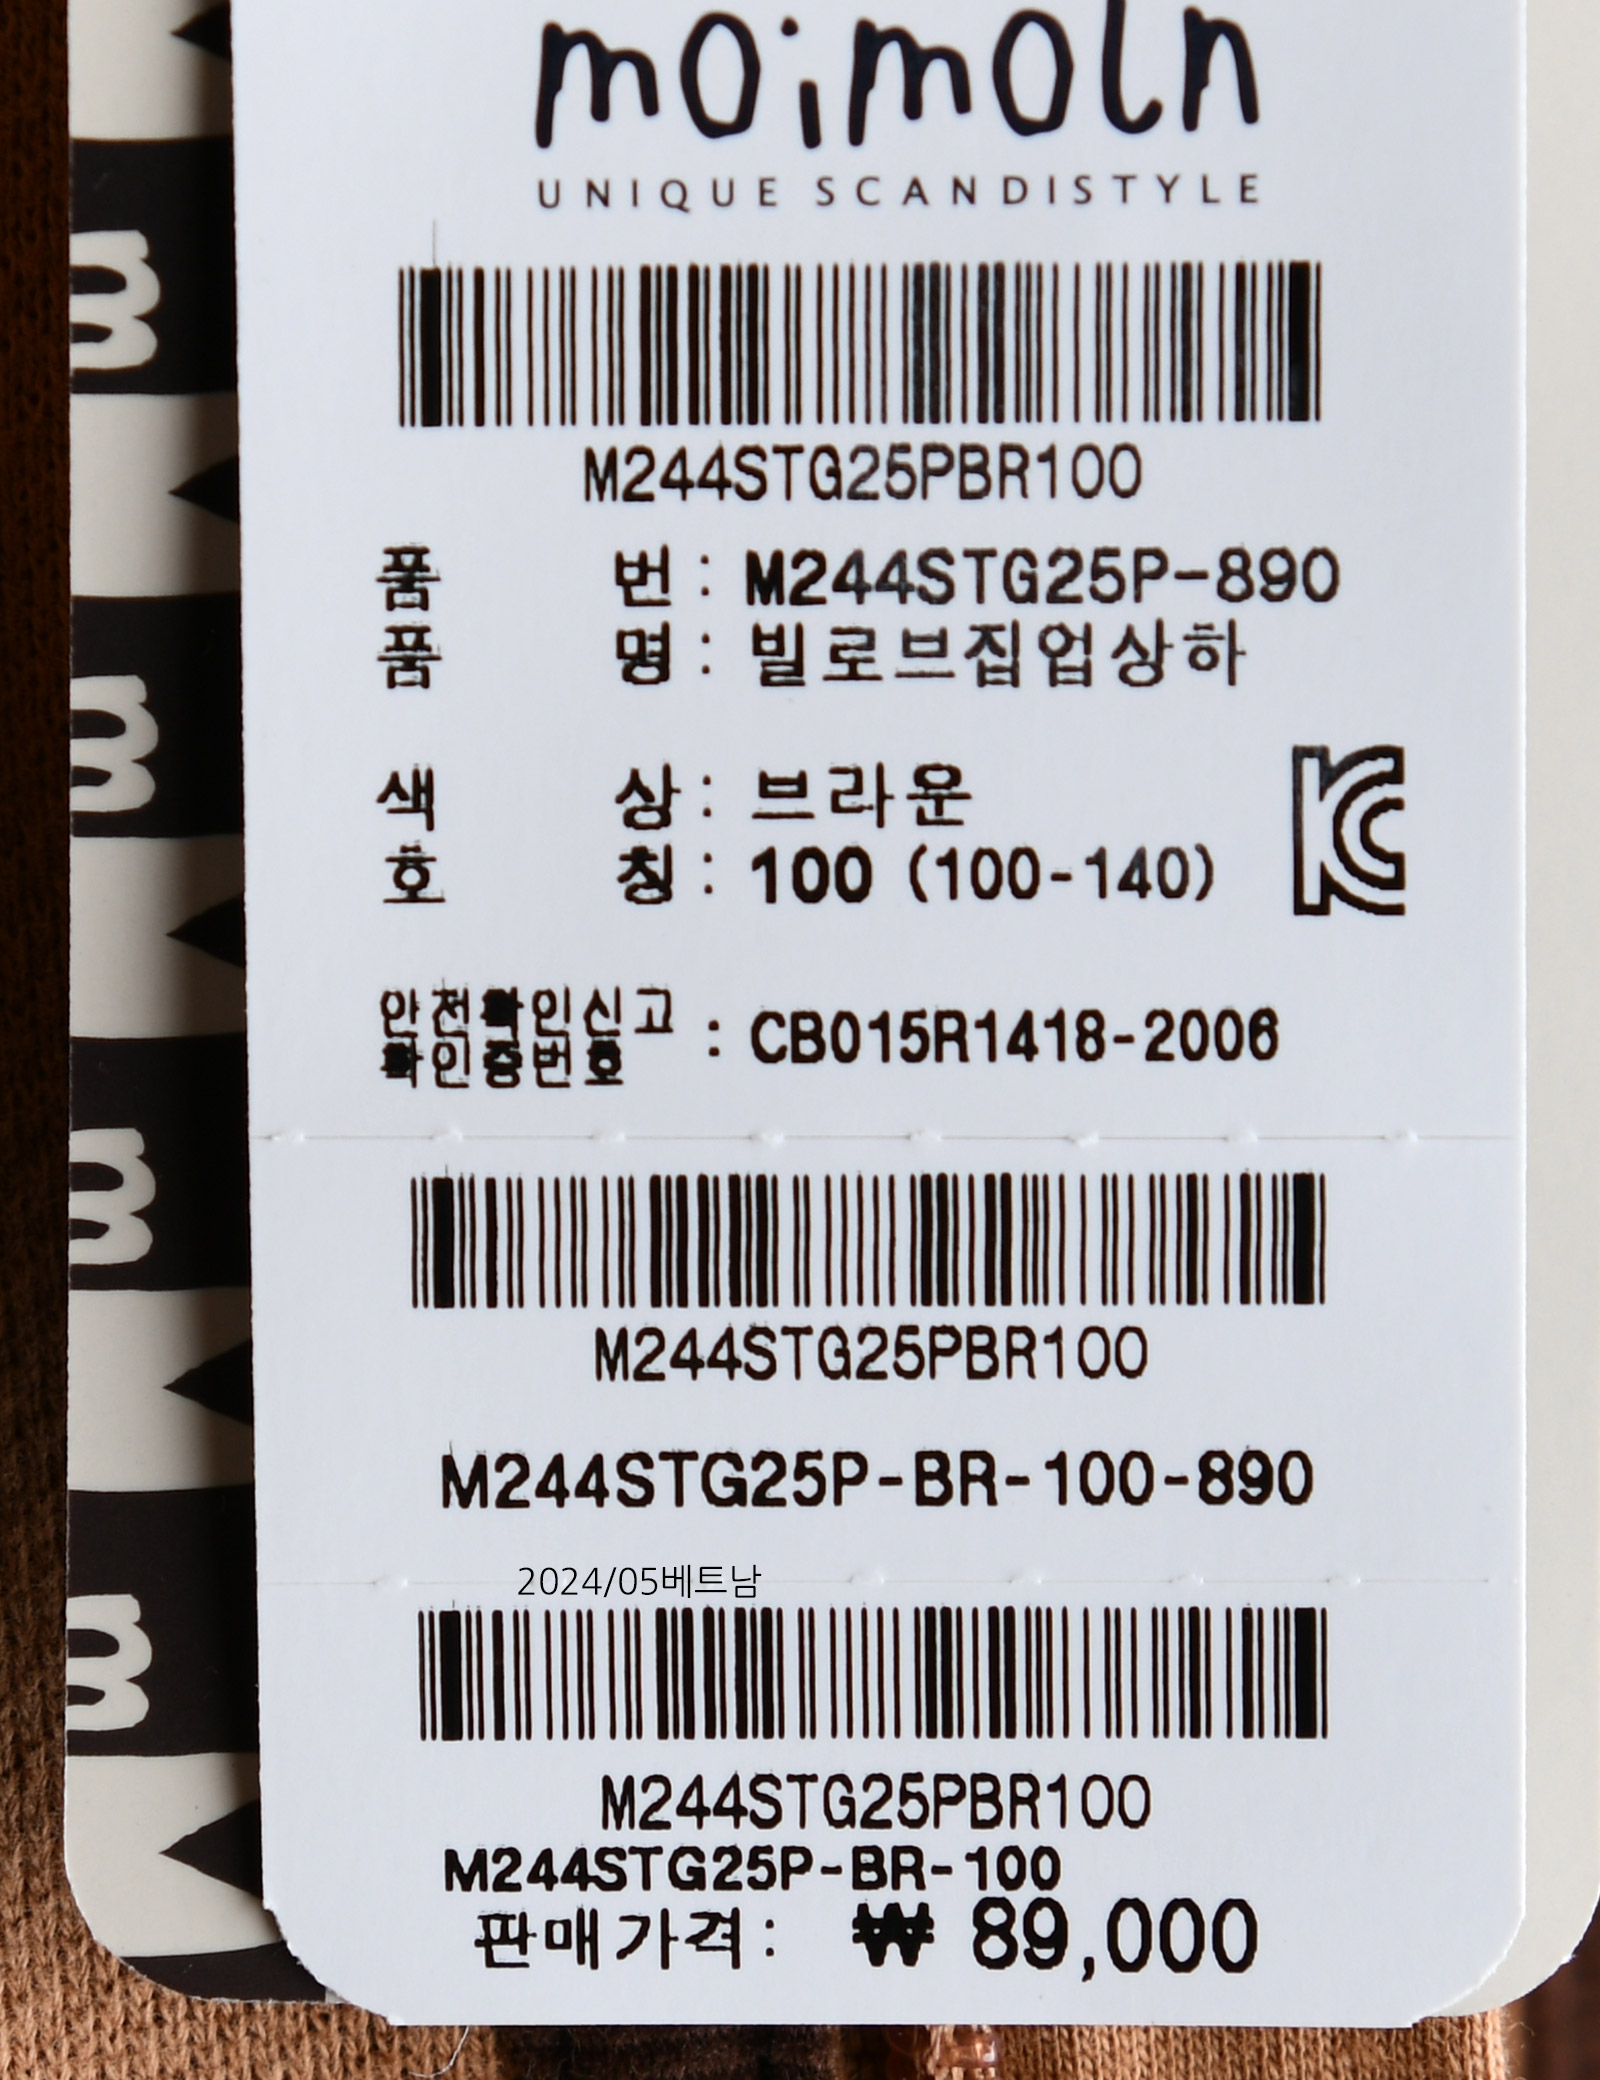 moimoln
UNIQUE SCANDISTYLE
M244STG25PBR100
품 번 : M244STG25P-890
품 명 : 빌로브집업상하
색 상 : 브라운
호 칭 : 100 (100-140)
안전확인신고
확인증번호 : CB015R1418-2006
M244STG25PBR100
M244STG25P-BR-100-890
2024/05베트남
M244STG25PBR100
M244STG25P-BR-100
판매가격 : ₩ 89,000